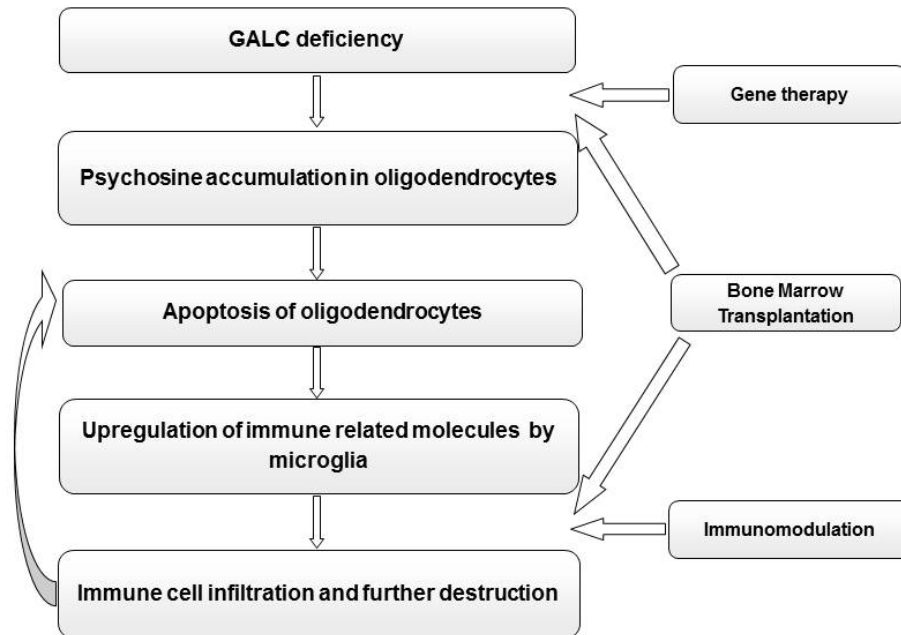 GALC deficiency
Gene therapy
Psychosine accumulation in oligodendrocytes
Apoptosis of oligodendrocytes
Bone Marrow
Transplantation
Upregulation of immune related molecules by
microglia
Immunomodulation
Immune cell infiltration and further destruction